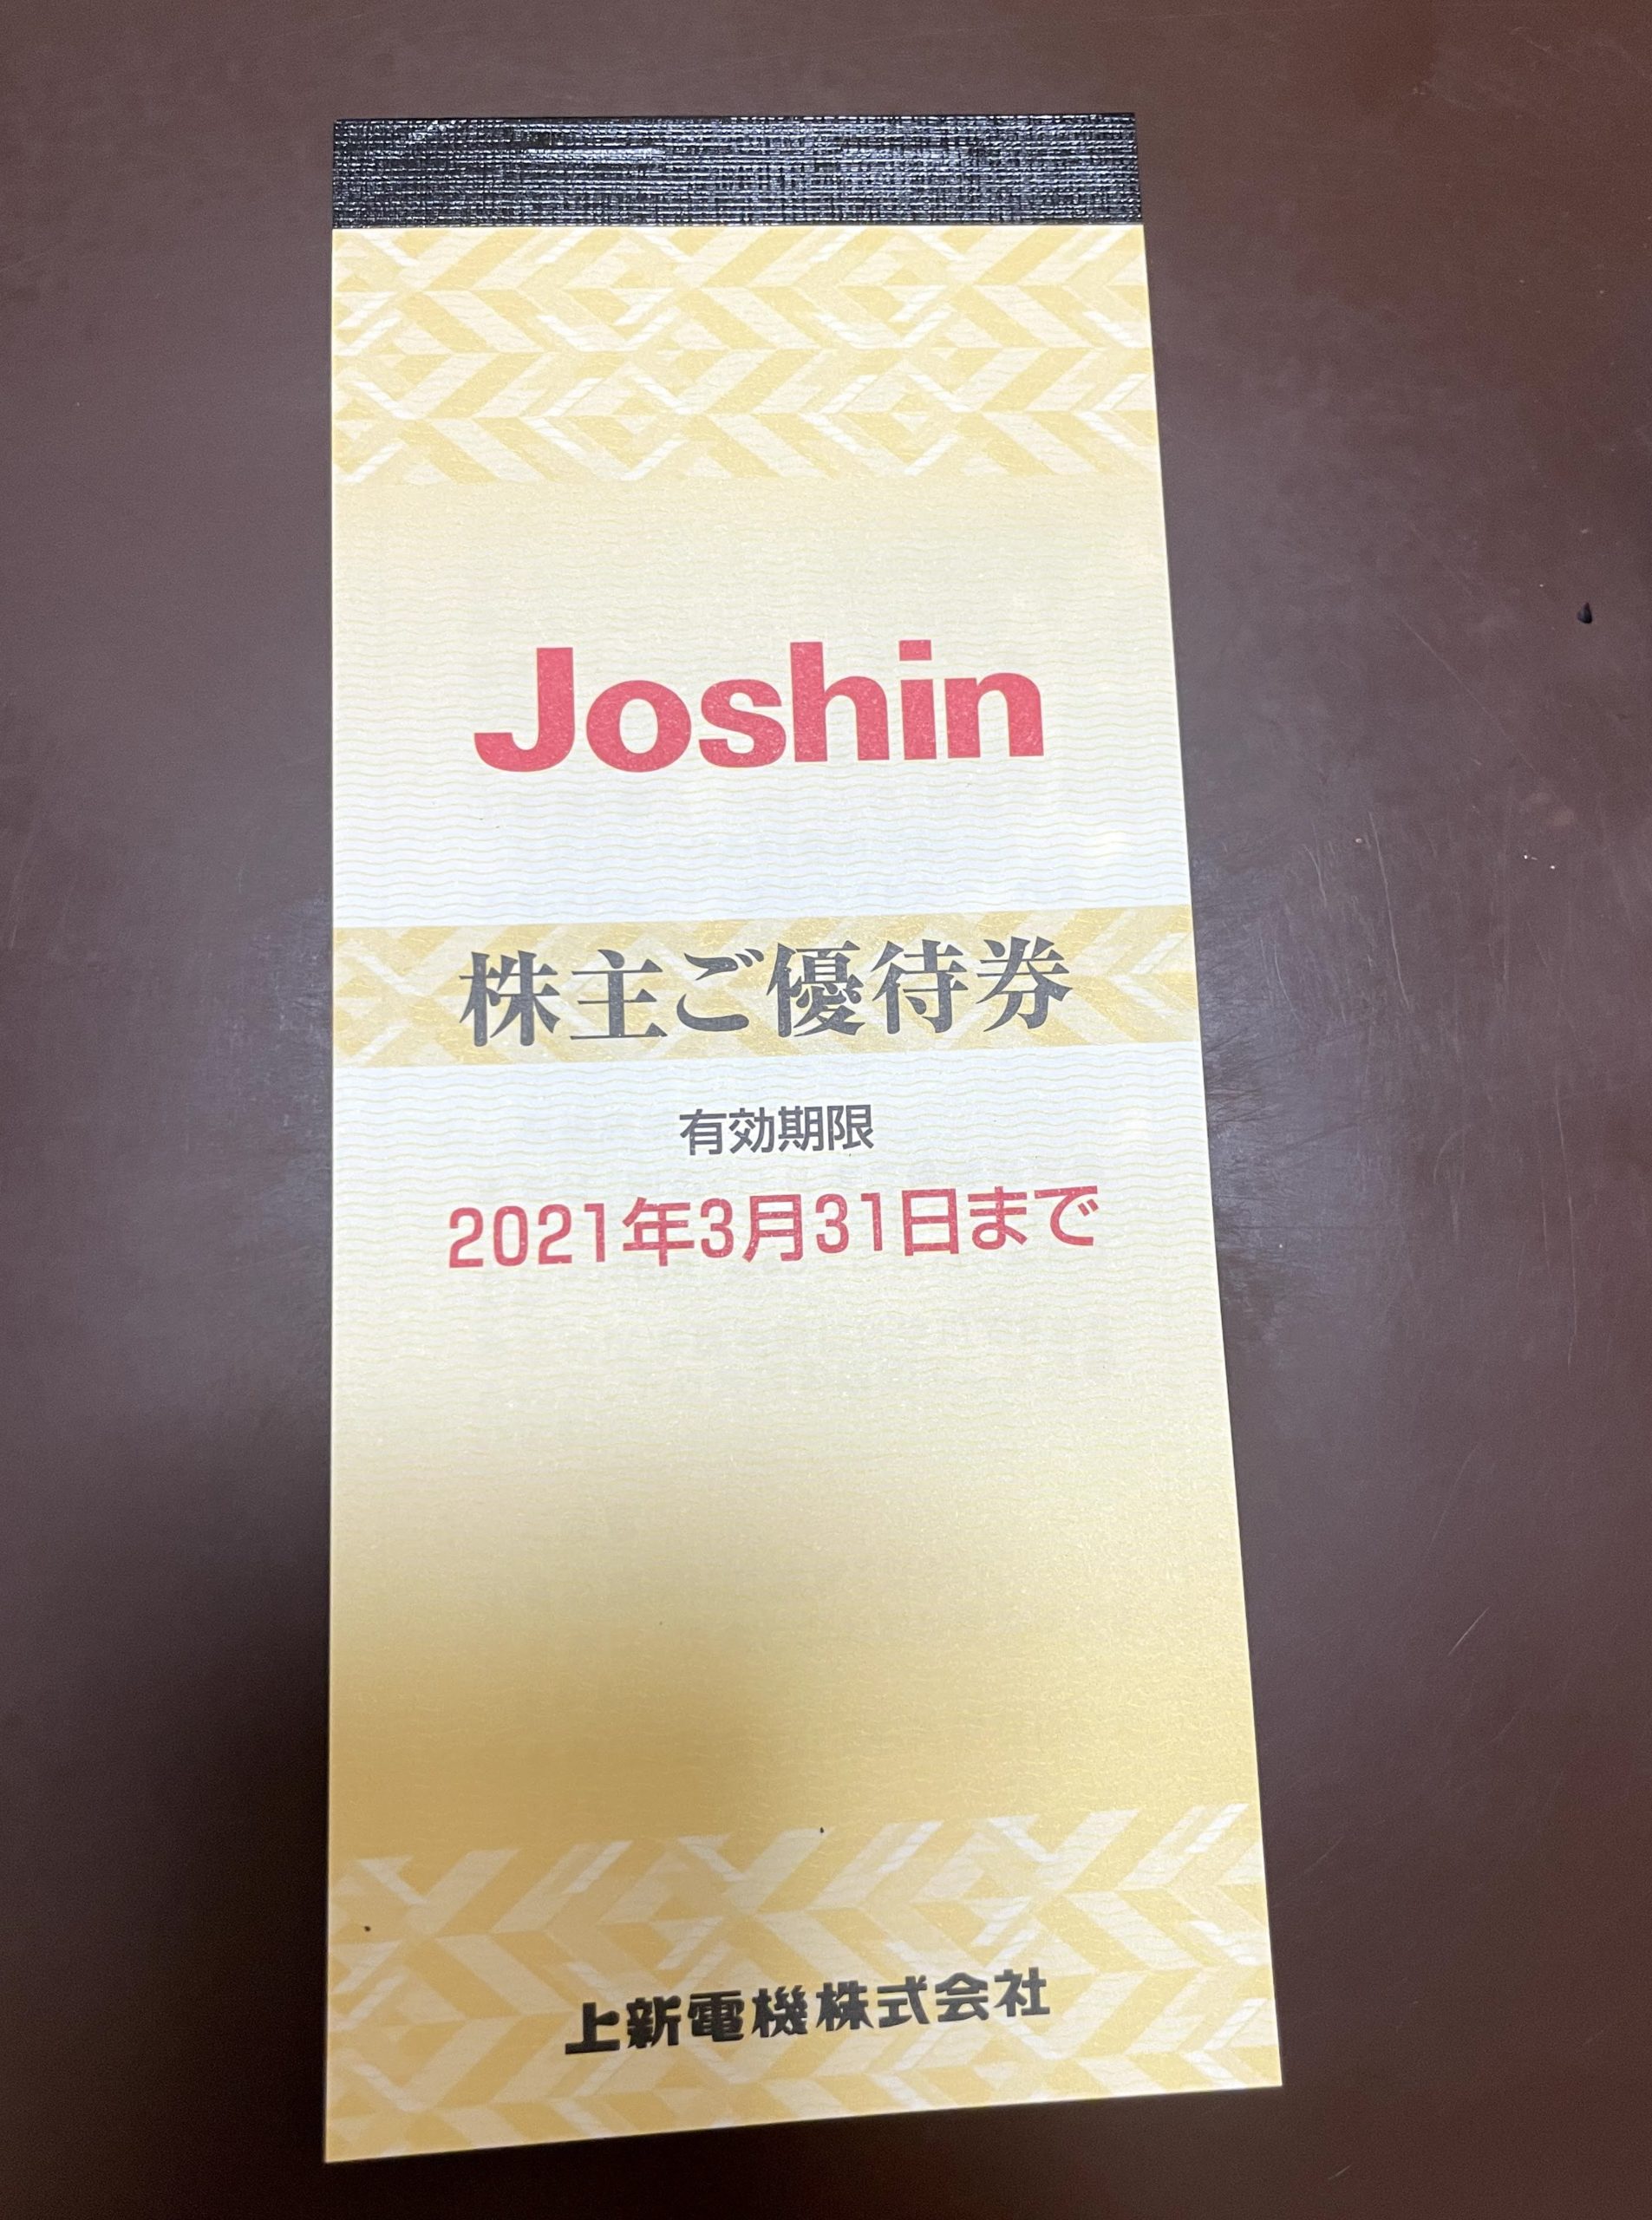 Joshin
株主ご優待券
有効期限
2021年3月31日まで
上新電機株式会社